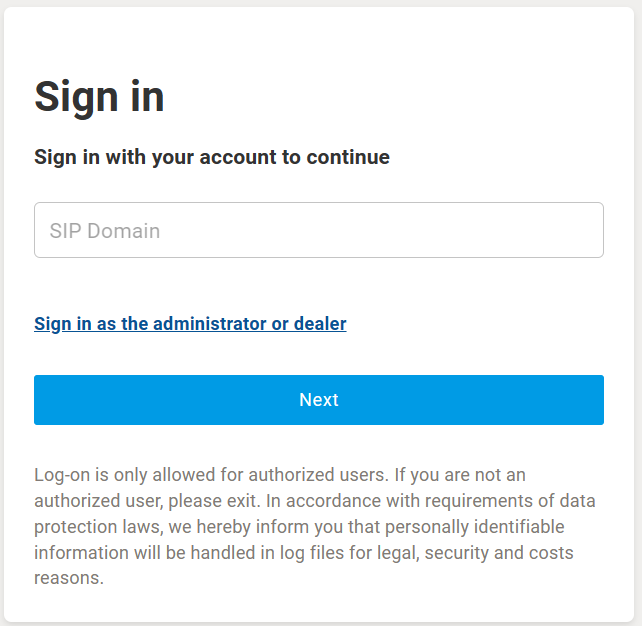 Sign in
Sign in with your account to continue
SIP Domain
Sign in as the administrator or dealer
Next
Log-on is only allowed for authorized users. If you are not an
authorized user, please exit. In accordance with requirements of data
protection laws, we hereby inform you that personally identifiable
information will be handled in log files for legal, security and costs
reasons.